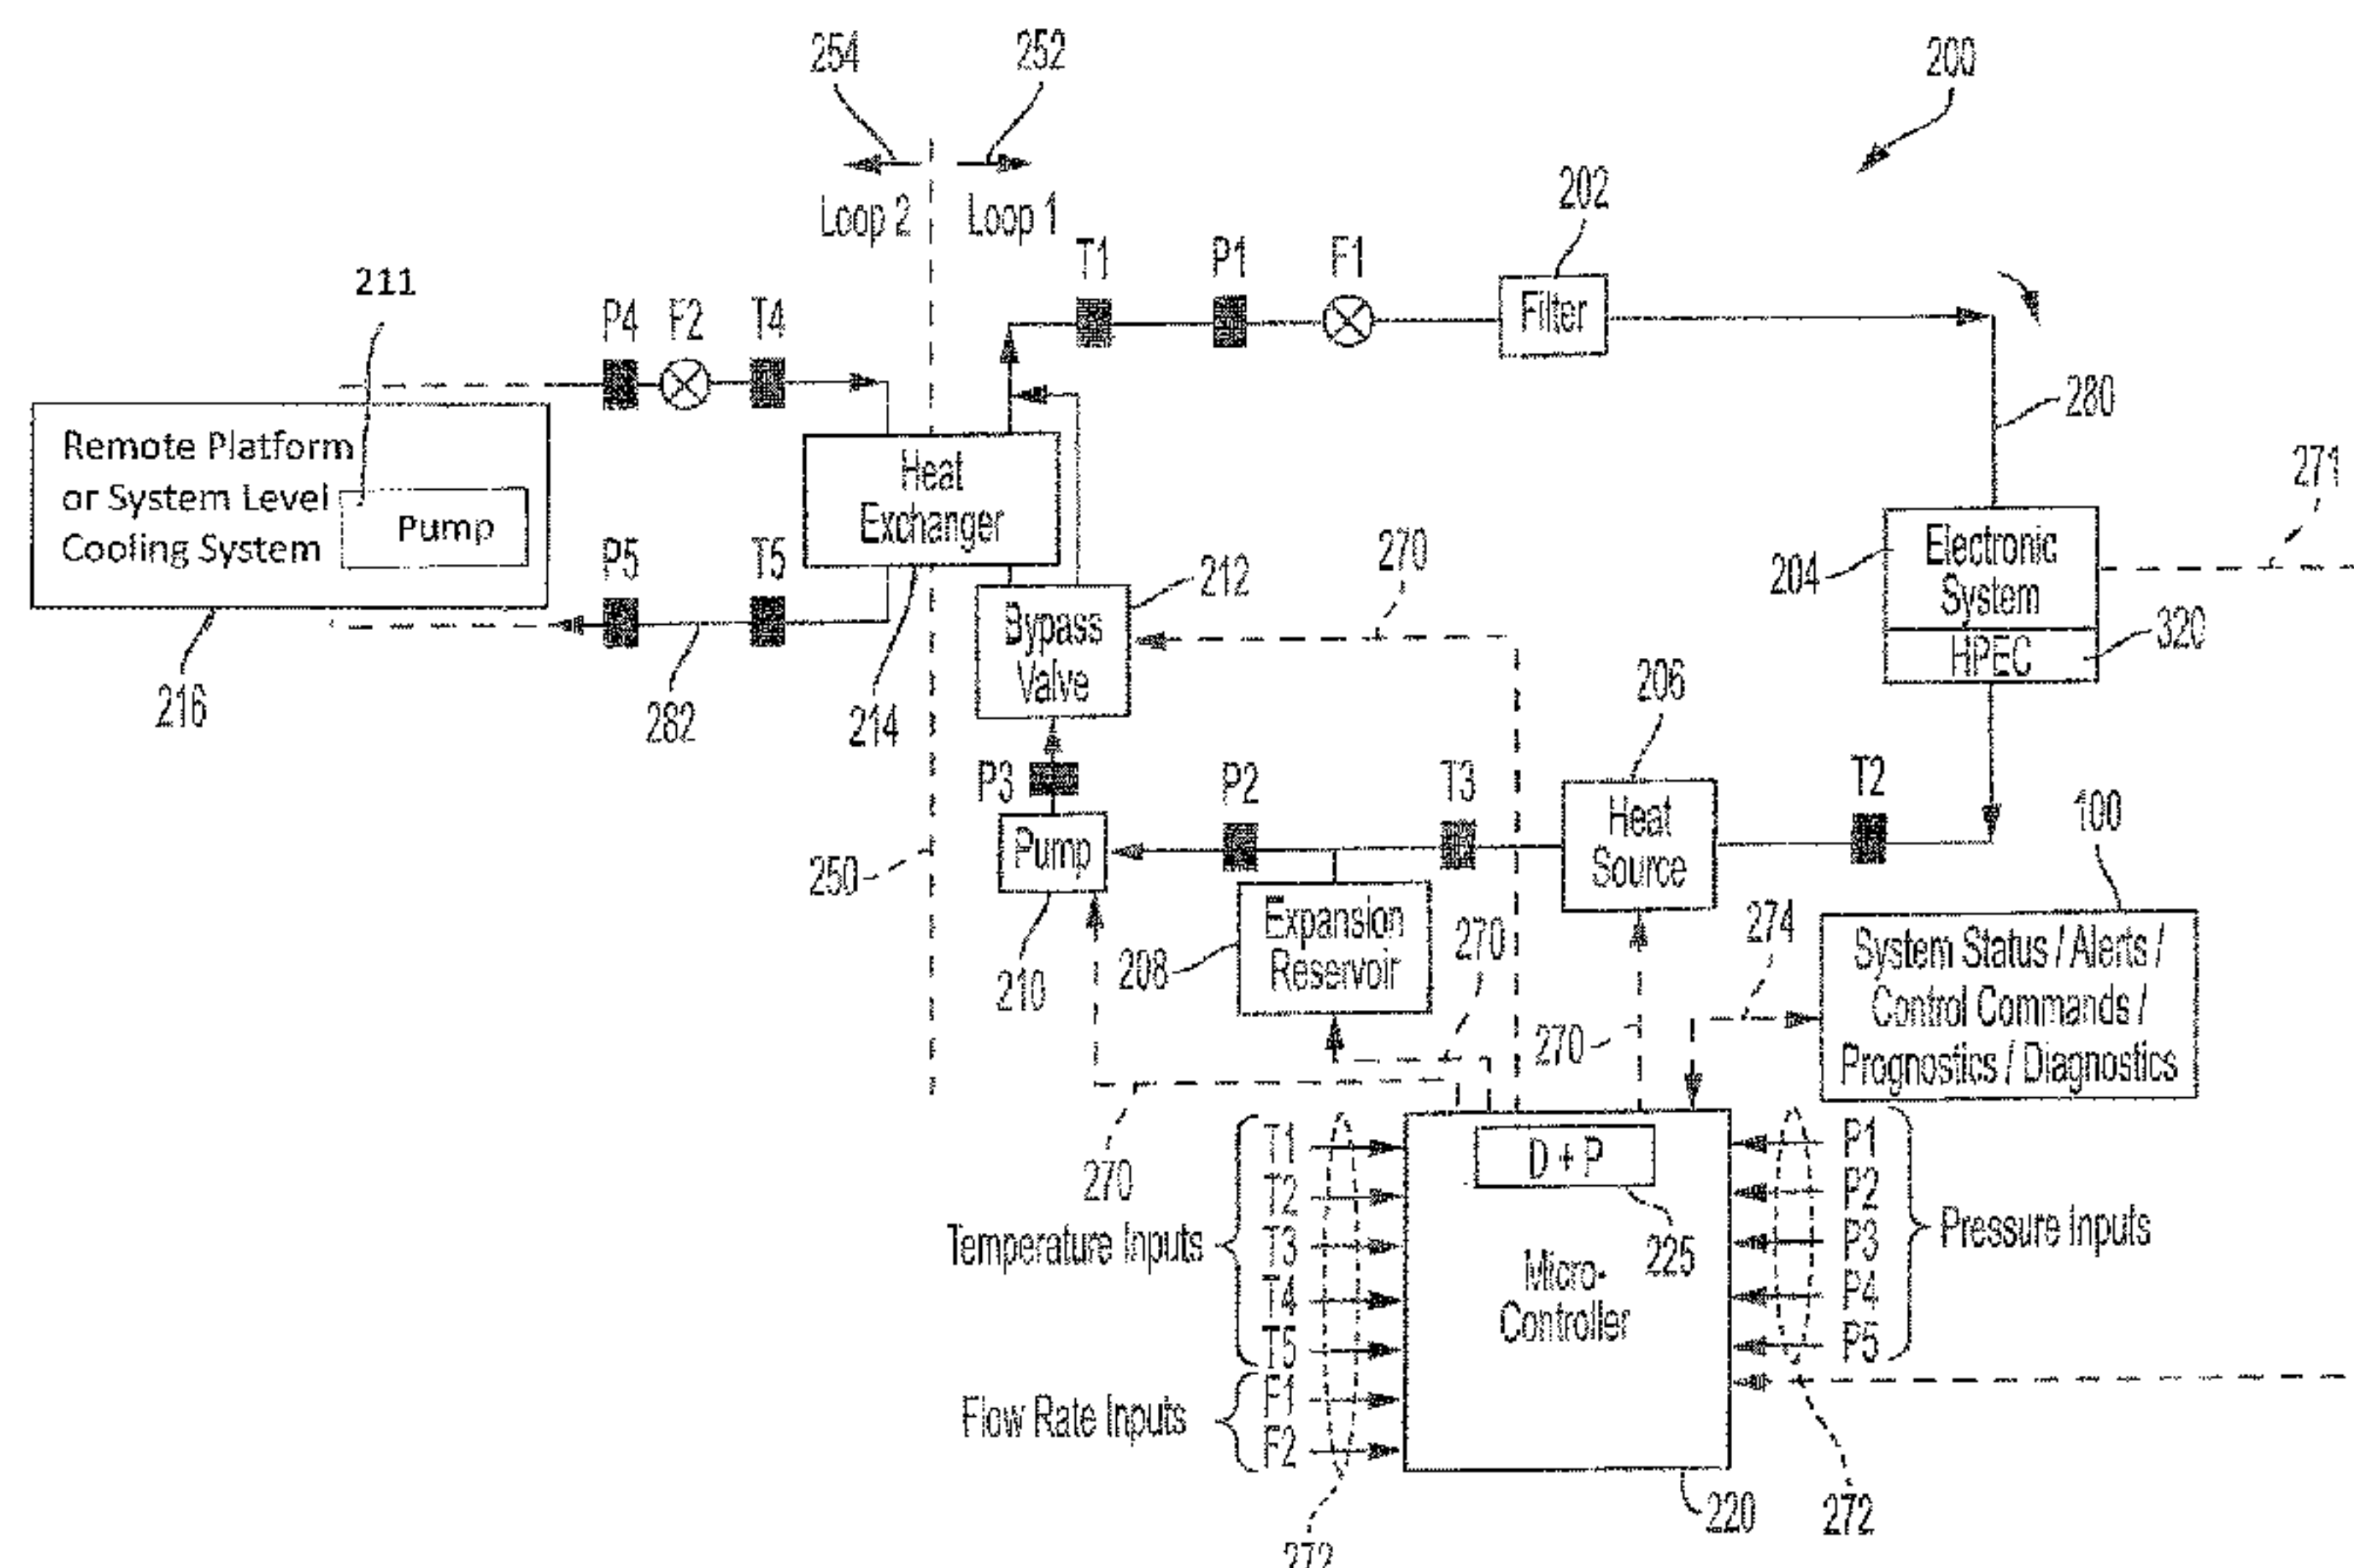 254
252
200
Loop 2
Loop 1
202
211
P4
F2
T4
T1
P1
F1
Filter
280
Remote Platform
or System Level
Cooling System
Pump
Heat
Exchanger
271
P5
T5
270
204
Electronic
System
HPEC
320
212
Bypass
Valve
216
282
214
206
P3
P2
T3
Heat
Source
T2
100
250
Pump
210
208
Expansion
Reservoir
270
270
274
System Status / Alerts /
Control Commands /
Prognostics / Diagnostics
270
Temperature Inputs
T1
T2
T3
T4
T5
Flow Rate Inputs
F1
F2
D + P
225
Micro-
Controller
P1
P2
P3
P4
P5
Pressure Inputs
220
272
272